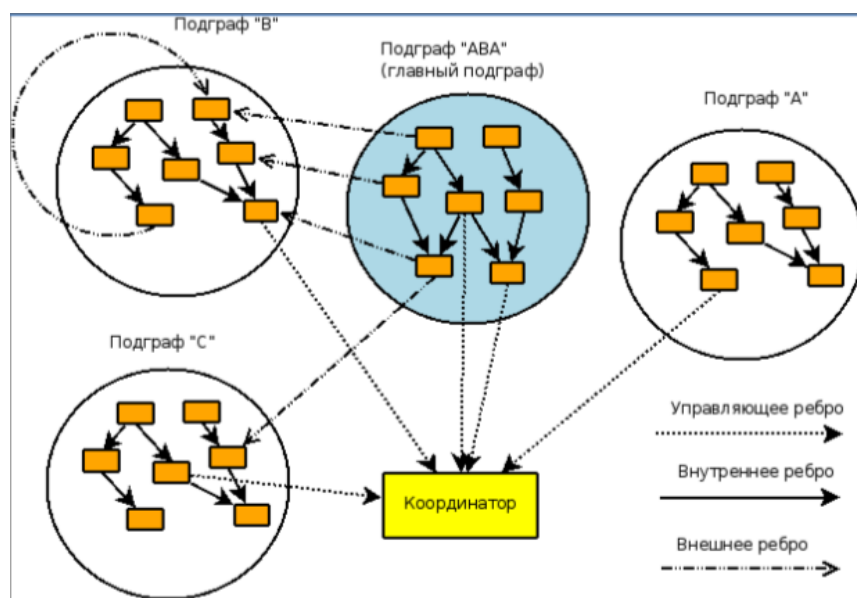 Подграф "B"
Подграф "ABA"
(главный подграф)
Подграф "A"
Подграф "C"
Управляющее ребро
Внутреннее ребро
Координатор
Внешнее ребро